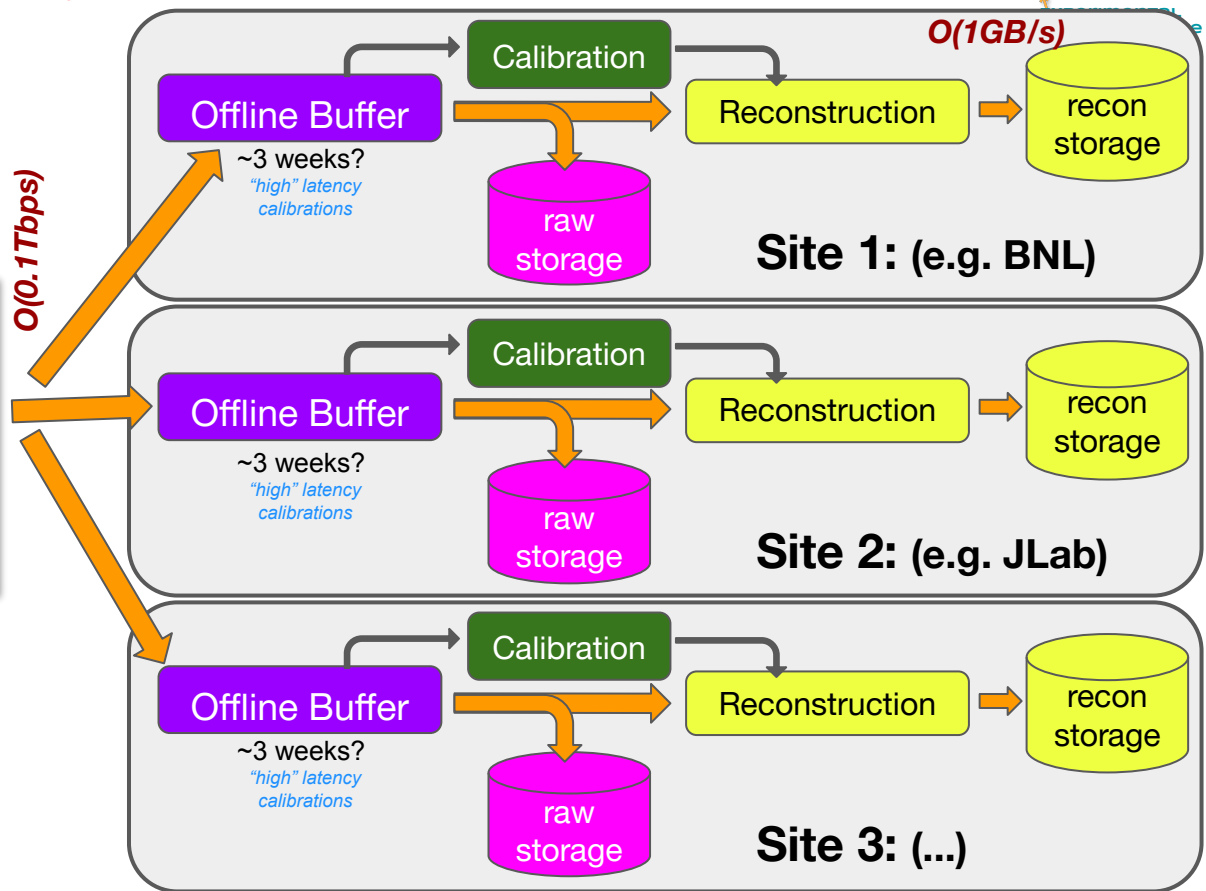 O(1GB/s)
O(0.1Tbps)
Calibration
Offline Buffer
Reconstruction
recon
storage
~3 weeks?
"high" latency
calibrations
raw
storage
Site 1: (e.g. BNL)
Calibration
Offline Buffer
Reconstruction
recon
storage
~3 weeks?
"high" latency
calibrations
raw
storage
Site 2: (e.g. JLab)
Calibration
Offline Buffer
Reconstruction
recon
storage
~3 weeks?
"high" latency
calibrations
raw
storage
Site 3: (...)